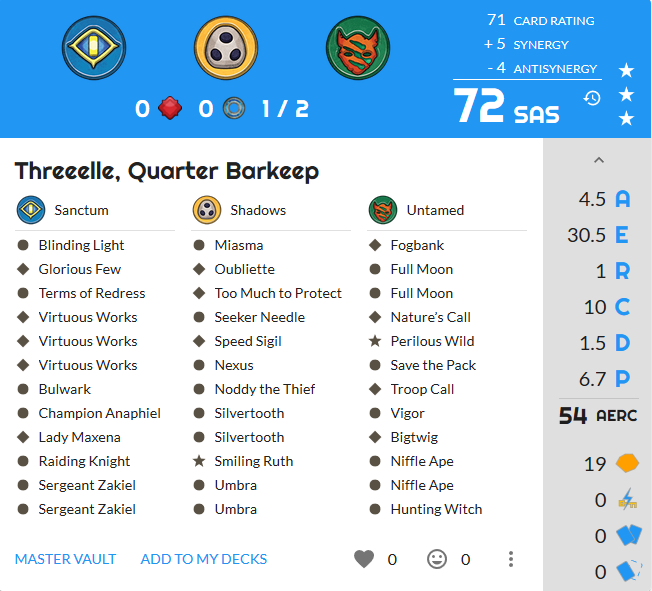 71 CARD RATING
+ 5 SYNERGY
- 4 ANTISYNERGY
72 SAS
0 0 1 / 2
Threeelle, Quarter Barkeep
Sanctum
Blinding Light
Glorious Few
Terms of Redress
Virtuous Works
Virtuous Works
Virtuous Works
Bulwark
Champion Anaphiel
Lady Maxena
Raiding Knight
Sergeant Zakiel
Sergeant Zakiel
Shadows
Miasma
Oubliette
Too Much to Protect
Seeker Needle
Speed Sigil
Nexus
Noddy the Thief
Silvertooth
Silvertooth
Smiling Ruth
Umbra
Umbra
Untamed
Fogbank
Full Moon
Full Moon
Nature's Call
Perilous Wild
Save the Pack
Troop Call
Vigor
Bigtwig
Niffle Ape
Niffle Ape
Hunting Witch
MASTER VAULT ADD TO MY DECKS 0 0
4.5 A
30.5 E
1 R
10 C
1.5 D
6.7 P
54 AERC
19
0
0
0